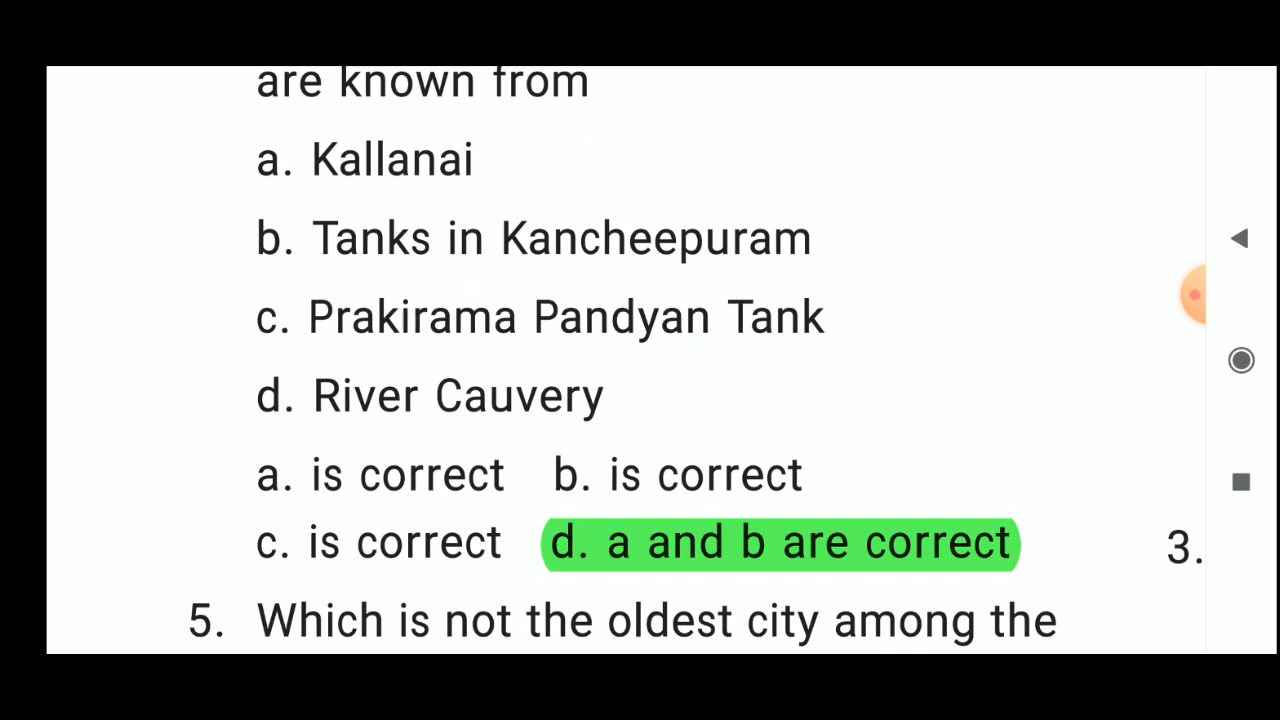 are known from
a. Kallanai
b. Tanks in Kancheepuram
c. Prakirama Pandyan Tank
d. River Cauvery
a. is correct b. is correct
c. is correct d. a and b are correct
3.
5. Which is not the oldest city among the